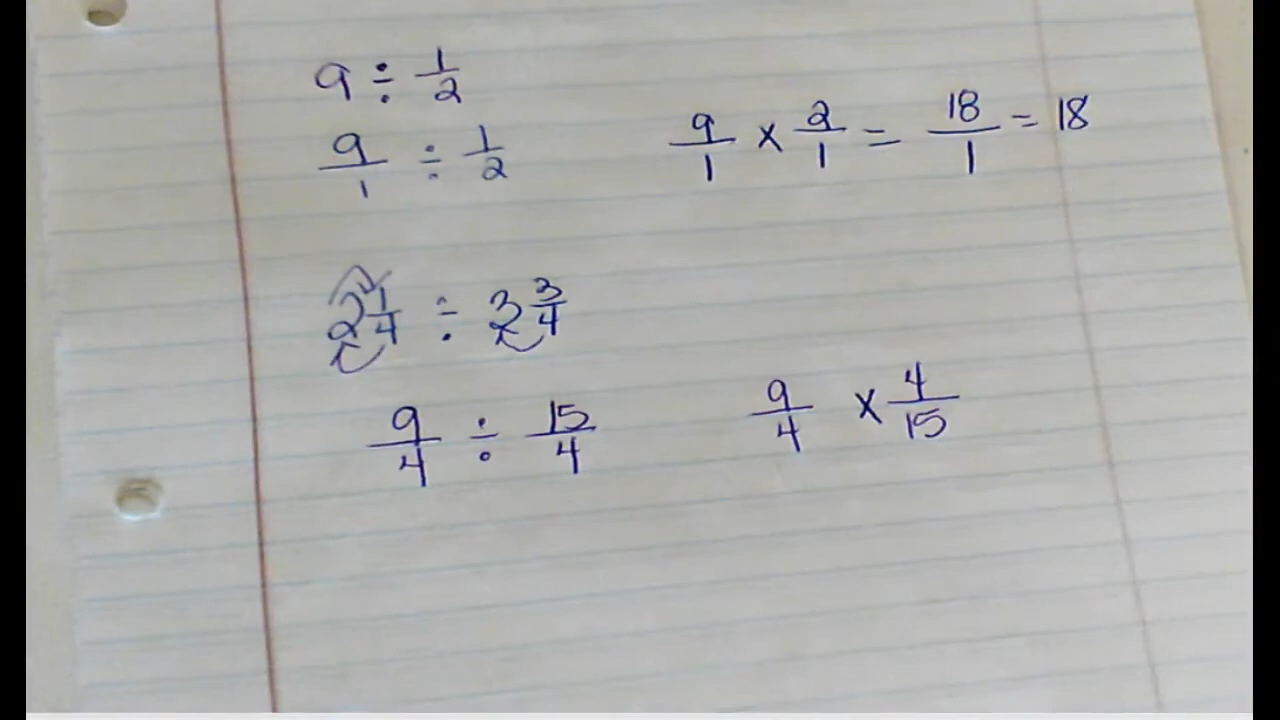 9 ÷ 1/2
9/1 ÷ 1/2
9/1 × 2/1 = 18/1 = 18
2 1/4 ÷ 3 3/4
9/4 ÷ 15/4
9/4 × 4/15